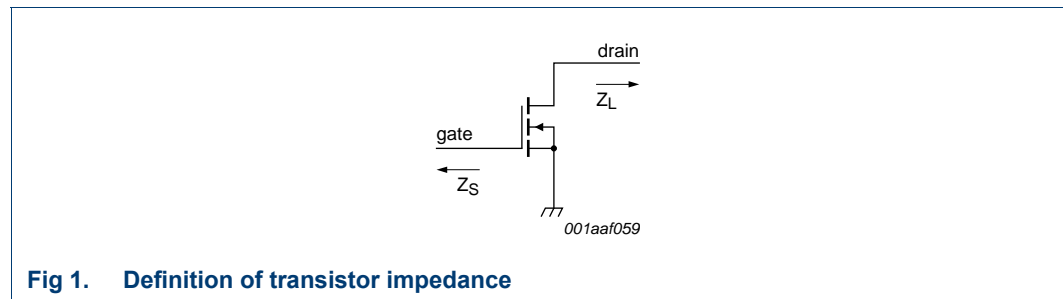 drain
Z_L
gate
Z_S
001aaf059
Fig 1. Definition of transistor impedance